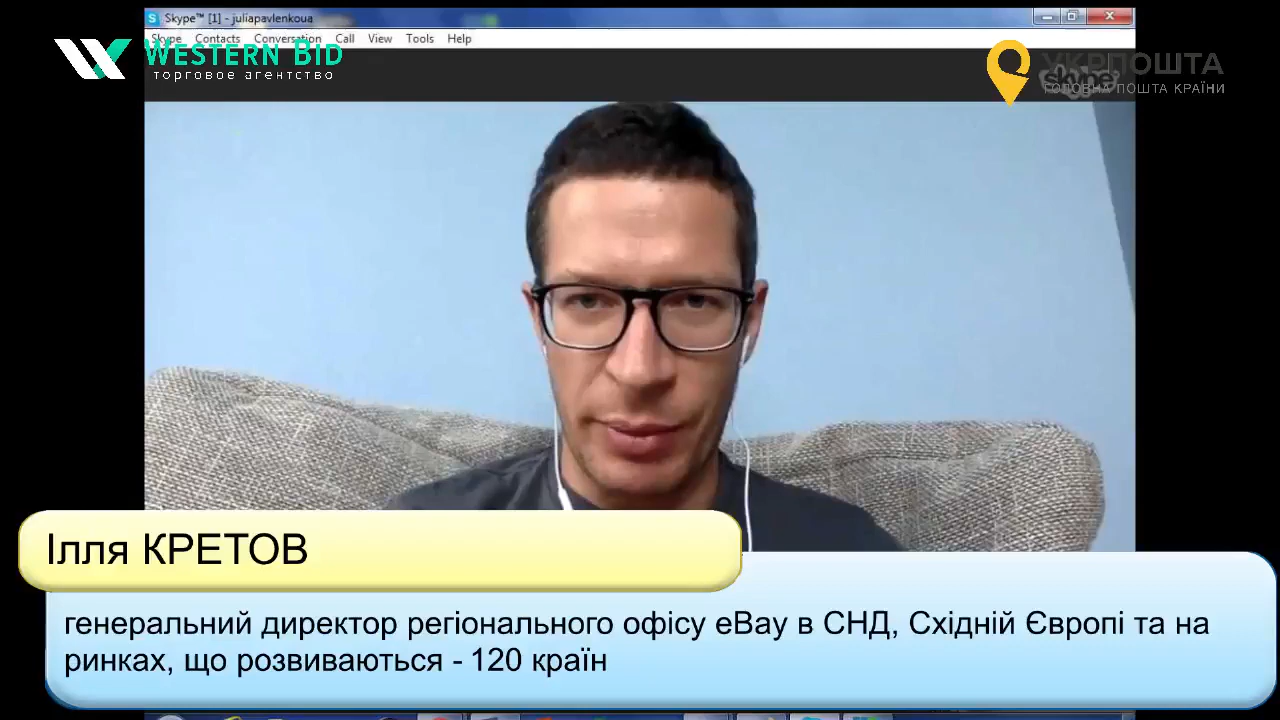 Skype™ [1] - juliapavlenkoua
Skype Contacts Conversation Call View Tools Help
WESTERN BID
торговое агентство
УКРПОШТА
skype
ГОЛОВНА ПОШТА КРАЇНИ
Ілля КРЕТОВ
генеральний директор регіонального офісу eBay в СНД, Східній Європі та на
ринках, що розвиваються - 120 країн